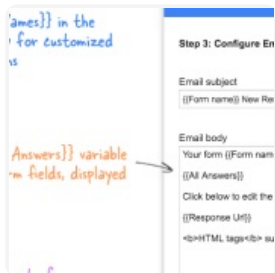 ames}} in the
for customized
ns
Answers}} variable
m fields, displayed
Step 3: Configure Em
Email subject
{{Form name}} New Re
Email body
Your form {{Form nam
{{All Answers}}
Click below to edit the
{{Response Url}}
<b>HTML tags</b> su